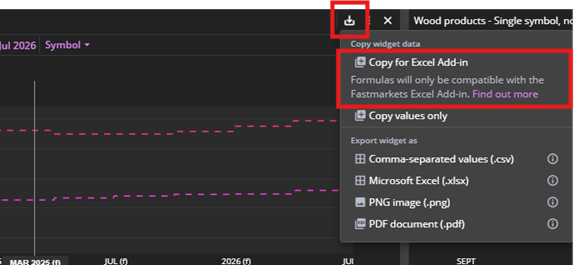 Jul 2026 Symbol
Wood products - Single symbol, no
Copy widget data
Copy for Excel Add-in
Formulas will only be compatible with the
Fastmarkets Excel Add-in. Find out more
Copy values only
Export widget as
Comma-separated values (.csv)
Microsoft Excel (.xlsx)
PNG image (.png)
PDF document (.pdf)
MAR 2025 (f) JUL (f) 2026 (f) JUL SEPT